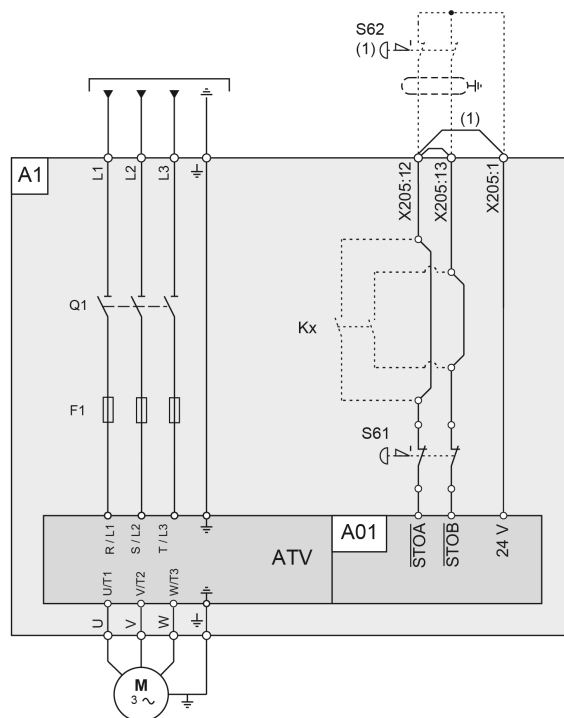 S62
(1)
(1)
A1
L1
L2
L3
X205:12
X205:13
X205:1
Q1
Kx
F1
S61
R / L1
S / L2
T / L3
A01
STOA
STOB
24 V
ATV
U/T1
V/T2
W/T3
U
V
W
M
3 ~